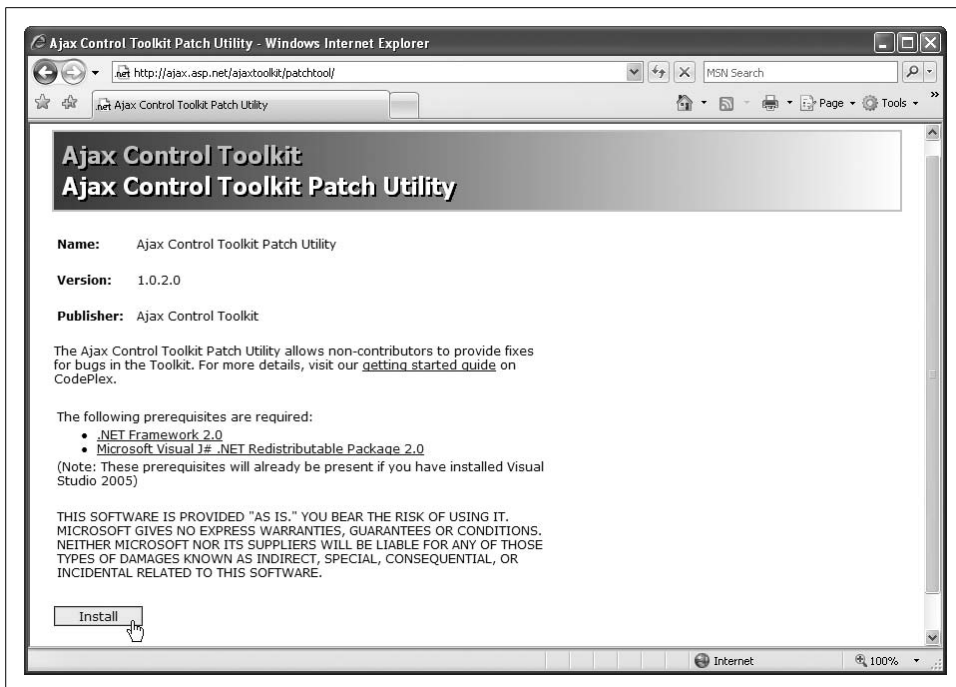 Ajax Control Toolkit Patch Utility - Windows Internet Explorer
http://ajax.asp.net/ajaxtoolkit/patchtool/
MSN Search
Ajax Control Toolkit Patch Utility
Page
Tools
»
Ajax Control Toolkit
Ajax Control Toolkit Patch Utility
Name: Ajax Control Toolkit Patch Utility
Version: 1.0.2.0
Publisher: Ajax Control Toolkit
The Ajax Control Toolkit Patch Utility allows non-contributors to provide fixes
for bugs in the Toolkit. For more details, visit our getting started guide on
CodePlex.
The following prerequisites are required:
• .NET Framework 2.0
• Microsoft Visual J# .NET Redistributable Package 2.0
(Note: These prerequisites will already be present if you have installed Visual
Studio 2005)
THIS SOFTWARE IS PROVIDED "AS IS." YOU BEAR THE RISK OF USING IT.
MICROSOFT GIVES NO EXPRESS WARRANTIES, GUARANTEES OR CONDITIONS.
NEITHER MICROSOFT NOR ITS SUPPLIERS WILL BE LIABLE FOR ANY OF THOSE
TYPES OF DAMAGES KNOWN AS INDIRECT, SPECIAL, CONSEQUENTIAL, OR
INCIDENTAL RELATED TO THIS SOFTWARE.
Install
Internet
100%